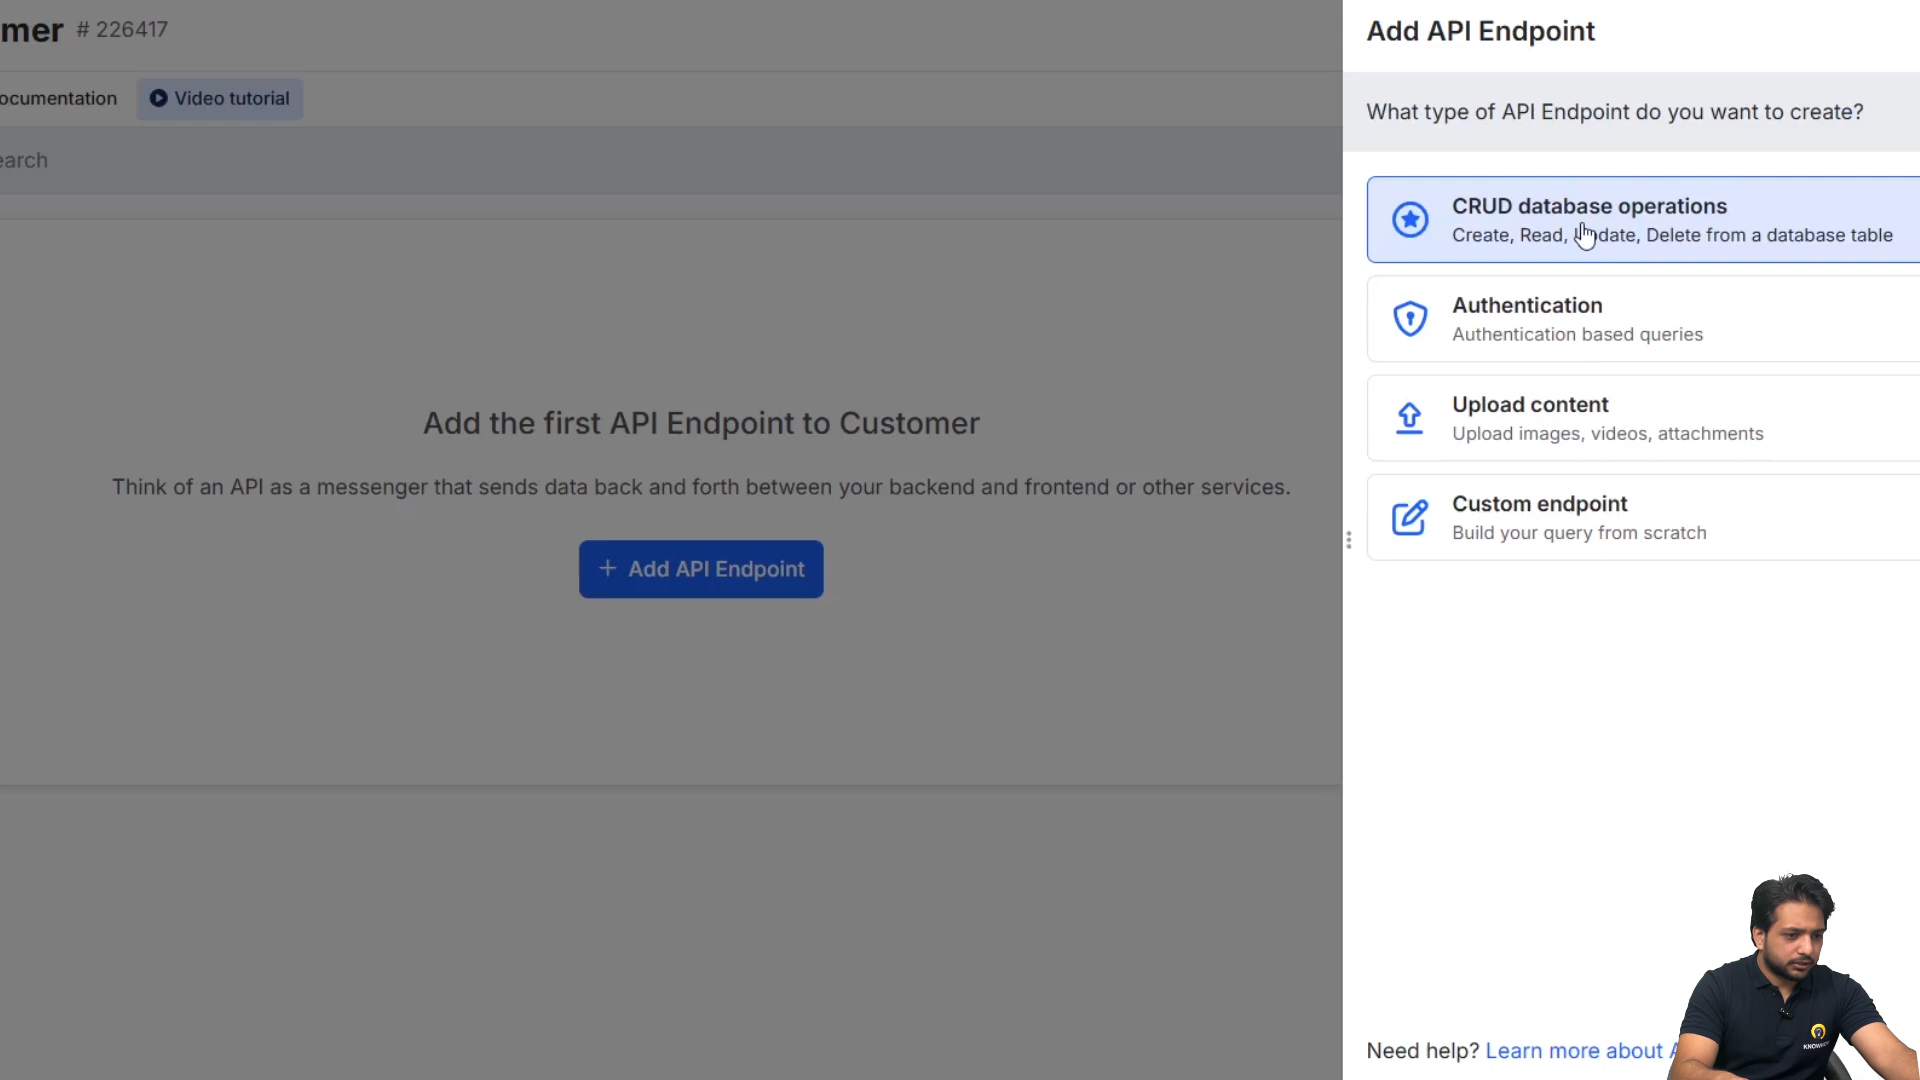 mer # 226417
ocumentation
Video tutorial
earch
Add the first API Endpoint to Customer
Think of an API as a messenger that sends data back and forth between your backend and frontend or other services.
+ Add API Endpoint
Add API Endpoint
What type of API Endpoint do you want to create?
CRUD database operations
Create, Read, Update, Delete from a database table
Authentication
Authentication based queries
Upload content
Upload images, videos, attachments
Custom endpoint
Build your query from scratch
Need help? Learn more about